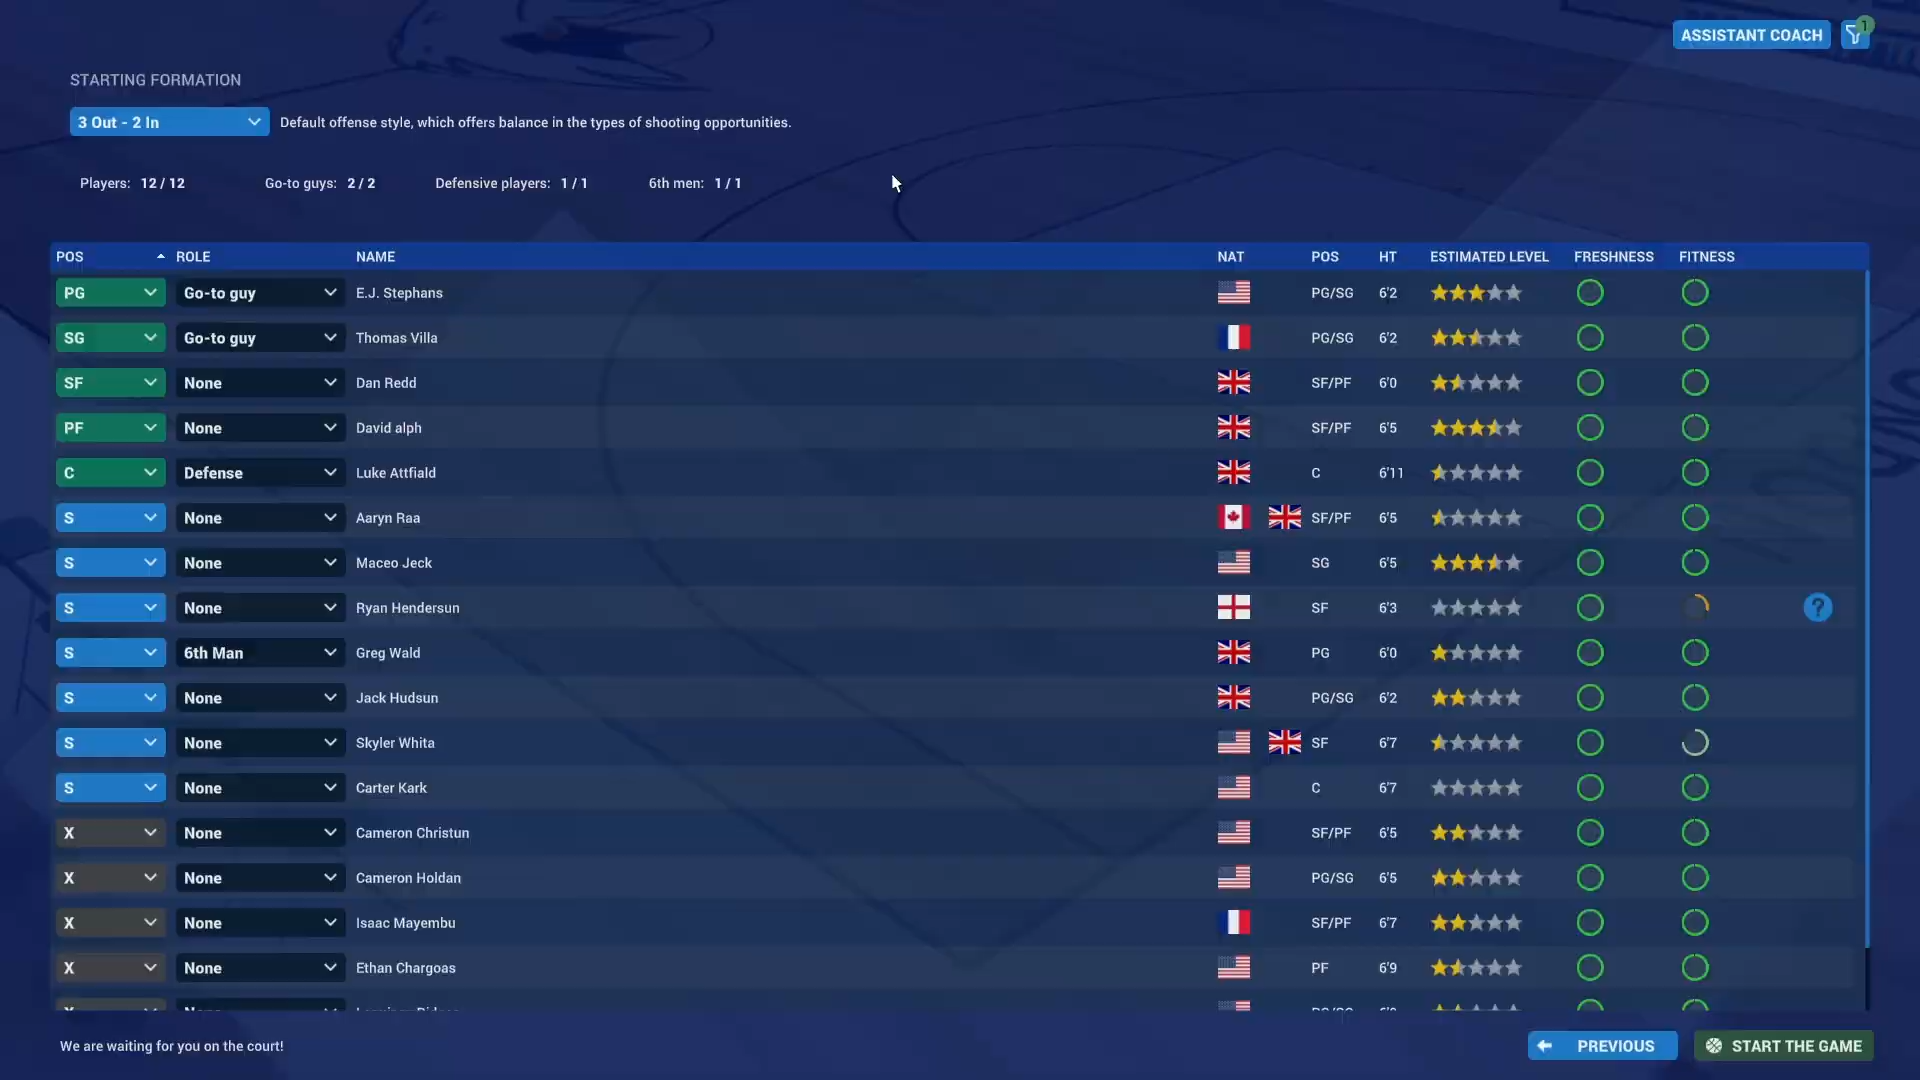 ASSISTANT COACH 1
STARTING FORMATION
3 Out - 2 In Default offense style, which offers balance in the types of shooting opportunities.
Players: 12 / 12 Go-to guys: 2 / 2 Defensive players: 1 / 1 6th men: 1 / 1
POS ROLE NAME NAT POS HT ESTIMATED LEVEL FRESHNESS FITNESS
PG Go-to guy E.J. Stephans PG/SG 6'2
SG Go-to guy Thomas Villa PG/SG 6'2
SF None Dan Redd SF/PF 6'0
PF None David alph SF/PF 6'5
C Defense Luke Attfiald C 6'11
S None Aaryn Raa SF/PF 6'5
S None Maceo Jeck SG 6'5
S None Ryan Hendersun SF 6'3 ?
S 6th Man Greg Wald PG 6'0
S None Jack Hudsun PG/SG 6'2
S None Skyler Whita SF 6'7
S None Carter Kark C 6'7
X None Cameron Christun SF/PF 6'5
X None Cameron Holdan PG/SG 6'5
X None Isaac Mayembu SF/PF 6'7
X None Ethan Chargoas PF 6'9
We are waiting for you on the court! PREVIOUS START THE GAME